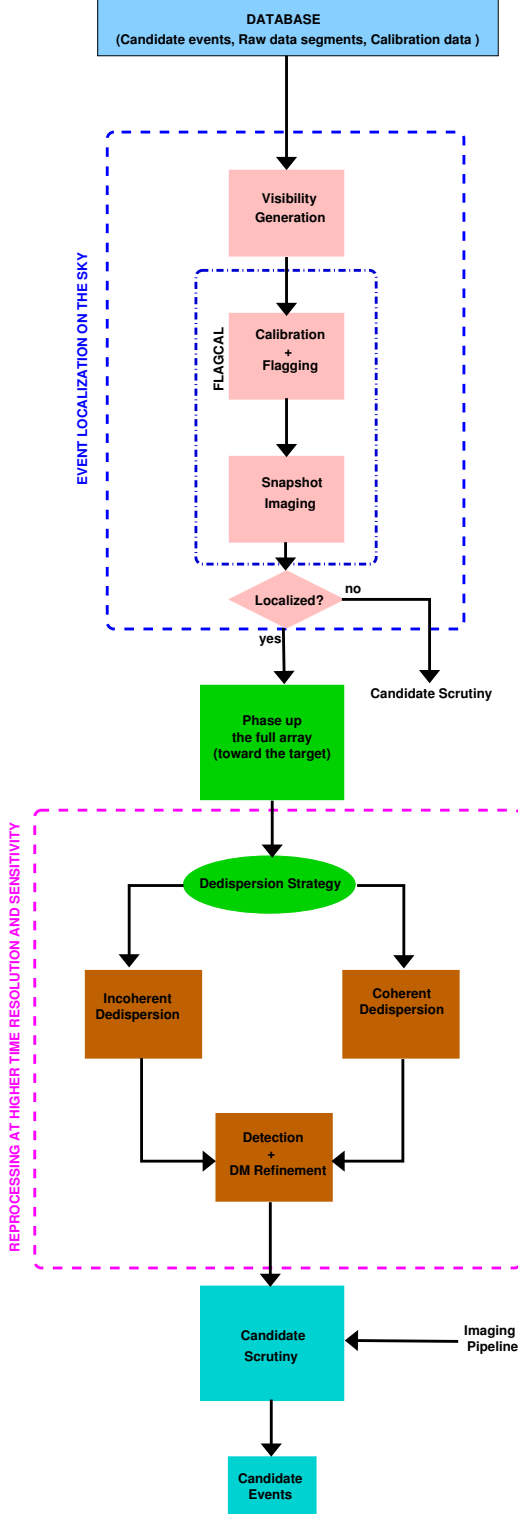 DATABASE
(Candidate events, Raw data segments, Calibration data )
EVENT LOCALIZATION ON THE SKY
Visibility
Generation
FLAGCAL
Calibration
+
Flagging
Snapshot
Imaging
Localized?
no
yes
Candidate Scrutiny
Phase up
the full array
(toward the target)
REPROCESSING AT HIGHER TIME RESOLUTION AND SENSITIVITY
Dedispersion Strategy
Incoherent
Dedispersion
Coherent
Dedispersion
Detection
+
DM Refinement
Candidate
Scrutiny
Imaging
Pipeline
Candidate
Events